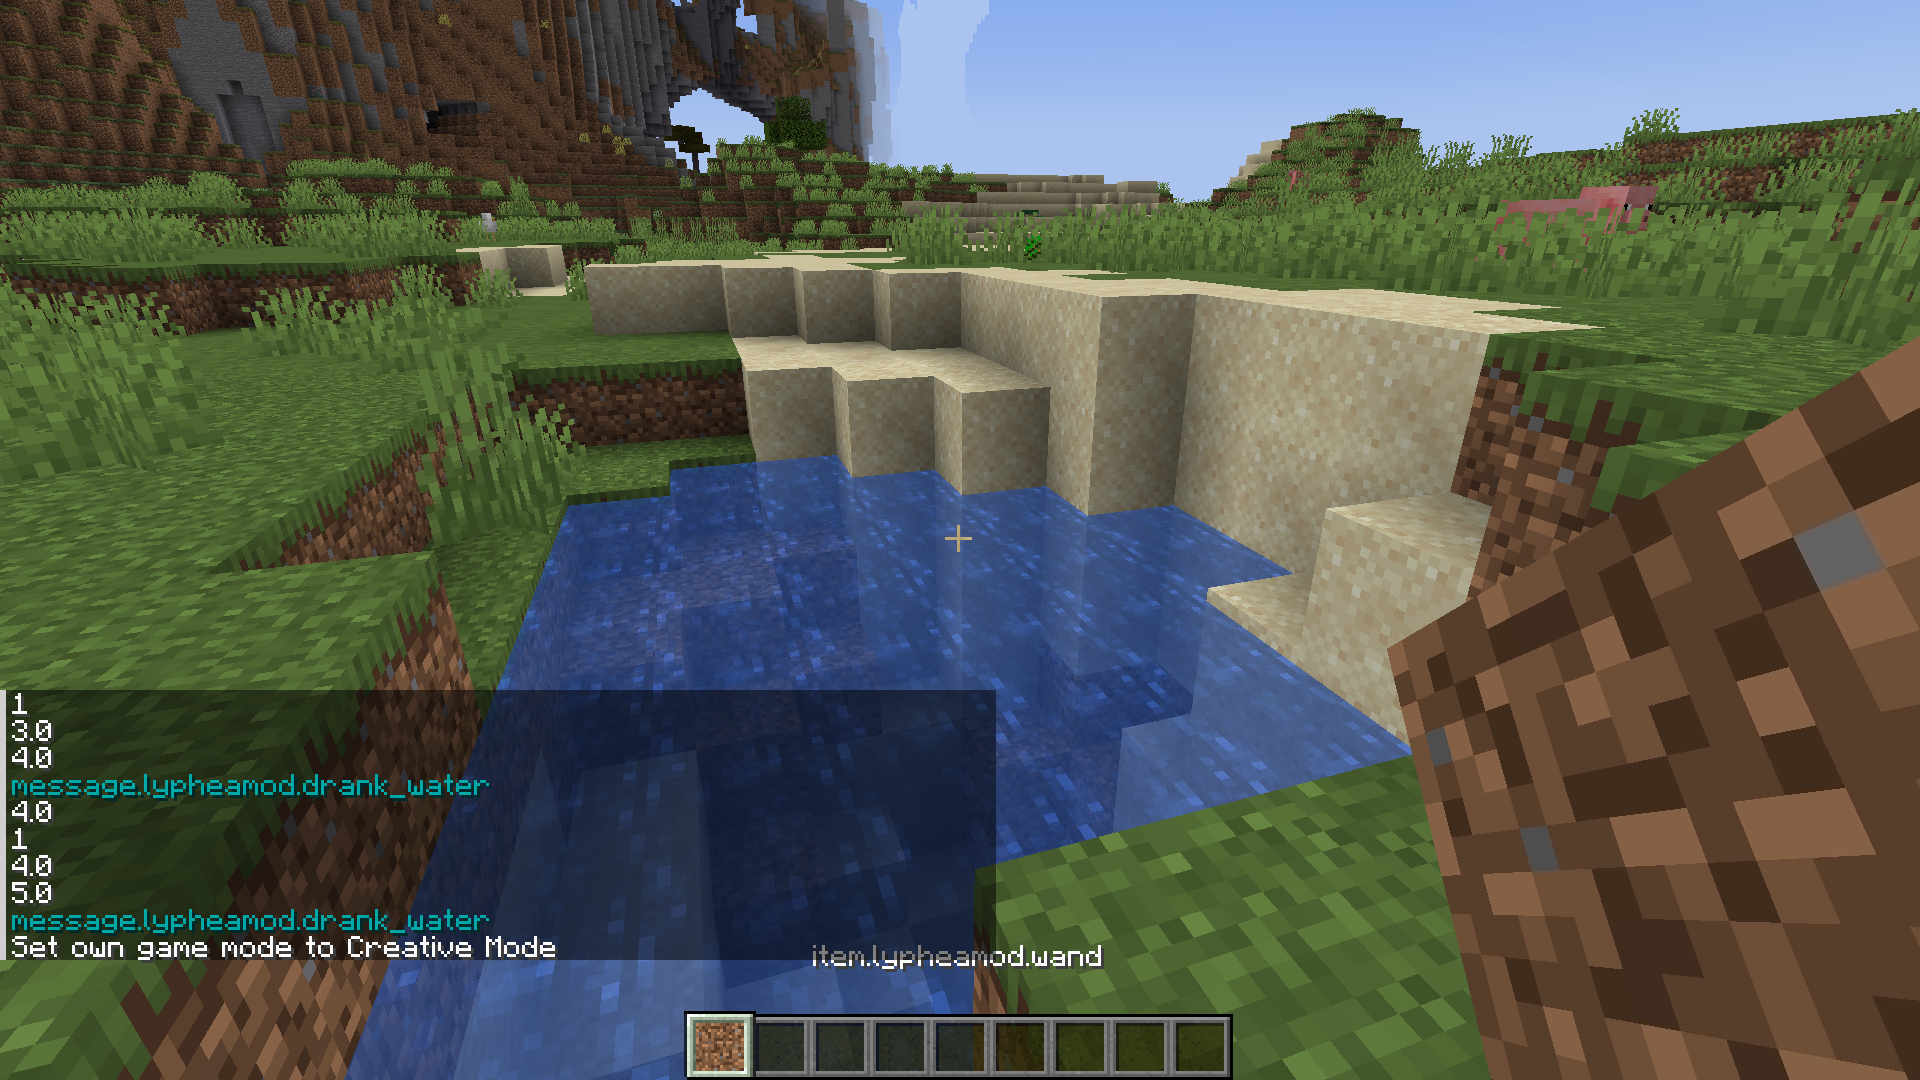 1
3.0
4.0
message.lypheamod.drank_water
4.0
1
4.0
5.0
message.lypheamod.drank_water
Set own game mode to Creative Mode
item.lypheamod.wand